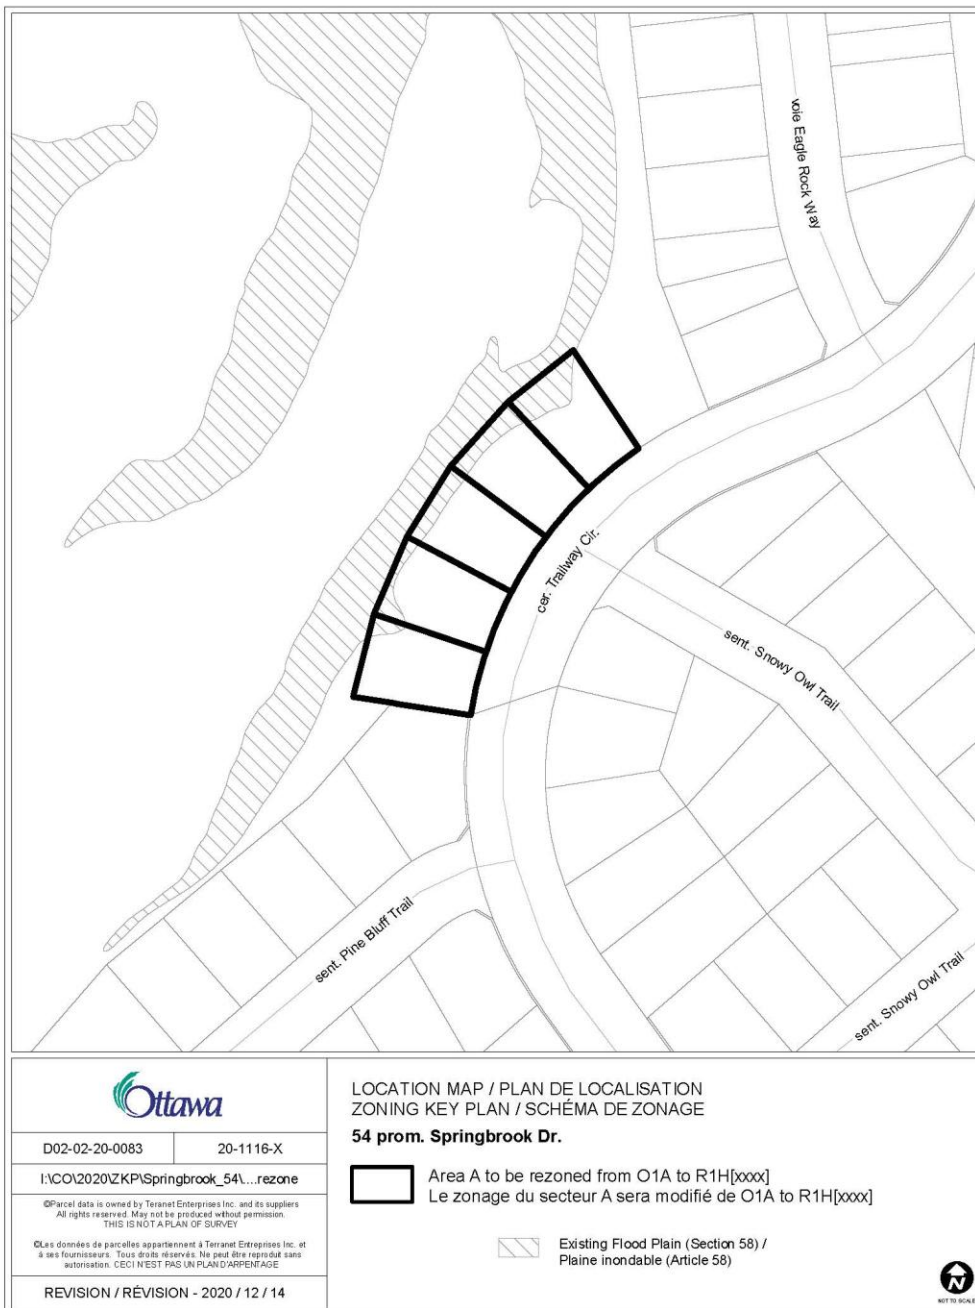 voie Eagle Rock Way
cer. Trailway Cir.
sent. Snowy Owl Trail
sent. Pine Bluff Trail
sent. Snowy Owl Trail
Ottawa
D02-02-20-0083
20-1116-X
I:\CO\2020\ZKP\Springbrook_54\....rezone
©Parcel data is owned by Teranet Enterprises Inc. and its suppliers
All rights reserved. May not be produced without permission.
THIS IS NOT A PLAN OF SURVEY
©Les données de parcelles appartiennent à Terranet Entreprises Inc. et
à ses fournisseurs. Tous droits réservés. Ne peut être reproduit sans
autorisation. CECI N'EST PAS UN PLAN D'ARPENTAGE
REVISION / RÉVISION - 2020 / 12 / 14
LOCATION MAP / PLAN DE LOCALISATION
ZONING KEY PLAN / SCHÉMA DE ZONAGE
54 prom. Springbrook Dr.
Area A to be rezoned from O1A to R1H[xxxx]
Le zonage du secteur A sera modifié de O1A to R1H[xxxx]
Existing Flood Plain (Section 58) /
Plaine inondable (Article 58)
N
NOT TO SCALE